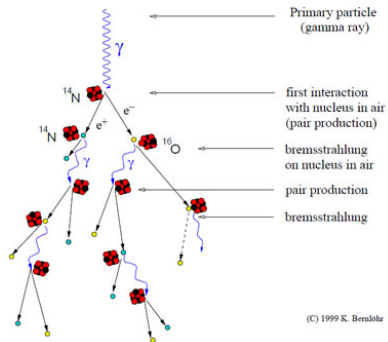 Primary particle
(gamma ray)
γ
¹⁴N
first interaction
with nucleus in air
(pair production)
e⁺
e⁻
¹⁴N
¹⁶O
bremsstrahlung
on nucleus in air
γ
γ
pair production
bremsstrahlung
(C) 1999 K. Bernlöhr